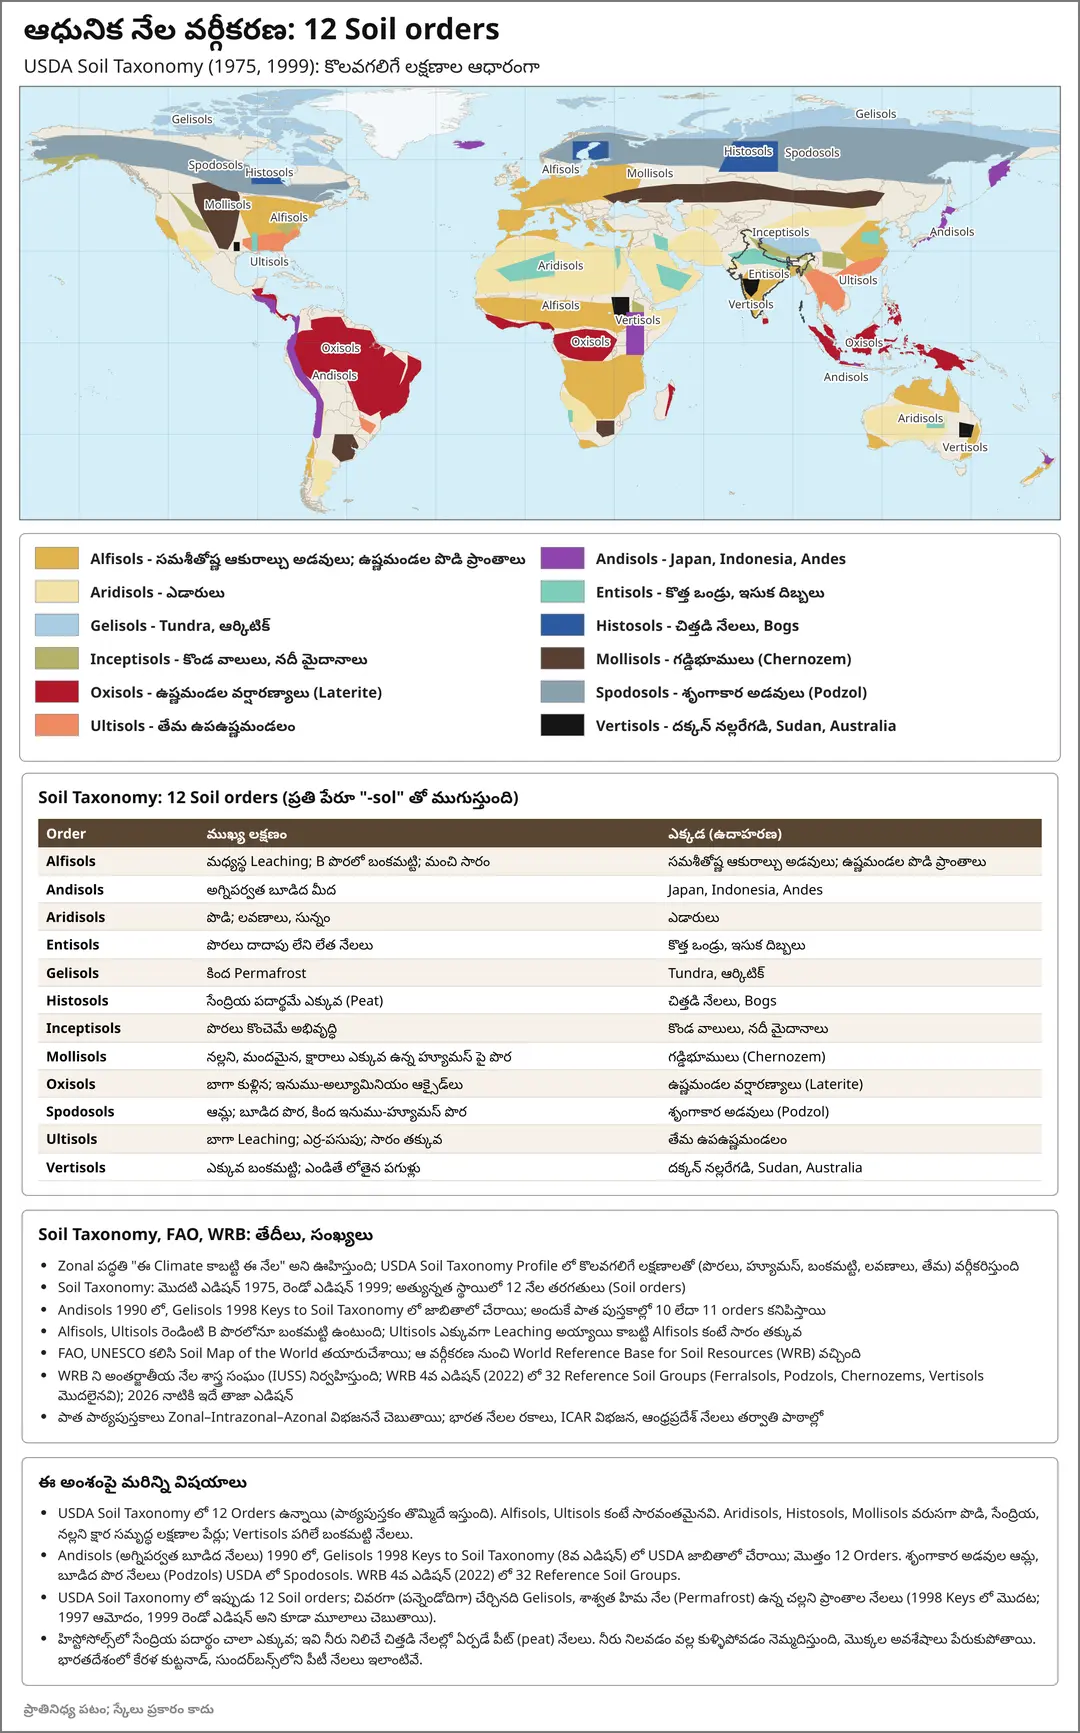 ఆధునిక నేల వర్గీకరణ: 12 Soil orders
USDA Soil Taxonomy (1975, 1999): కొలవగలిగే లక్షణాల ఆధారంగా
Gelisols
Gelisols
Spodosols
Histosols
Alfisols
Mollisols
Histosols
Spodosols
Mollisols
Alfisols
Ultisols
Inceptisols
Andisols
Aridisols
Entisols
Ultisols
Alfisols
Vertisols
Vertisols
Oxisols
Oxisols
Oxisols
Andisols
Andisols
Aridisols
Vertisols
Alfisols - సమశీతోష్ణ ఆకురాల్చు అడవులు; ఉష్ణమండల పొడి ప్రాంతాలు
Andisols - Japan, Indonesia, Andes
Aridisols - ఎడారులు
Entisols - కొత్త ఒండ్రు, ఇసుక దిబ్బలు
Gelisols - Tundra, ఆర్కిటిక్
Histosols - చిత్తడి నేలలు, Bogs
Inceptisols - కొండ వాలులు, నదీ మైదానాలు
Mollisols - గడ్డిభూములు (Chernozem)
Oxisols - ఉష్ణమండల వర్షారణ్యాలు (Laterite)
Spodosols - శృంగాకార అడవులు (Podzol)
Ultisols - తేమ ఉపఉష్ణమండలం
Vertisols - దక్కన్ నల్లరేగడి, Sudan, Australia
Soil Taxonomy: 12 Soil orders (ప్రతి పేరూ "-sol" తో ముగుస్తుంది)
Order ముఖ్య లక్షణం ఎక్కడ (ఉదాహరణ)
Alfisols మధ్యస్థ Leaching; B పొరలో బంకమట్టి; మంచి సారం సమశీతోష్ణ ఆకురాల్చు అడవులు; ఉష్ణమండల పొడి ప్రాంతాలు
Andisols అగ్నిపర్వత బూడిద మీద Japan, Indonesia, Andes
Aridisols పొడి; లవణాలు, సున్నం ఎడారులు
Entisols పొరలు దాదాపు లేని లేత నేలలు కొత్త ఒండ్రు, ఇసుక దిబ్బలు
Gelisols కింద Permafrost Tundra, ఆర్కిటిక్
Histosols సేంద్రియ పదార్థమే ఎక్కువ (Peat) చిత్తడి నేలలు, Bogs
Inceptisols పొరలు కొంచెమే అభివృద్ధి కొండ వాలులు, నదీ మైదానాలు
Mollisols నల్లని, మందమైన, క్షారాలు ఎక్కువ ఉన్న హ్యూమస్ పై పొర గడ్డిభూములు (Chernozem)
Oxisols బాగా కుళ్లిన; ఇనుము-అల్యూమినియం ఆక్సైడ్‌లు ఉష్ణమండల వర్షారణ్యాలు (Laterite)
Spodosols ఆమ్ల; బూడిద పొర, కింద ఇనుము-హ్యూమస్ పొర శృంగాకార అడవులు (Podzol)
Ultisols బాగా Leaching; ఎర్ర-పసుపు; సారం తక్కువ తేమ ఉపఉష్ణమండలం
Vertisols ఎక్కువ బంకమట్టి; ఎండితే లోతైన పగుళ్లు దక్కన్ నల్లరేగడి, Sudan, Australia
Soil Taxonomy, FAO, WRB: తేదీలు, సంఖ్యలు
• Zonal పద్ధతి "ఈ Climate కాబట్టి ఈ నేల" అని ఊహిస్తుంది; USDA Soil Taxonomy Profile లో కొలవగలిగే లక్షణాలతో (పొరలు, హ్యూమస్, బంకమట్టి, లవణాలు, తేమ) వర్గీకరిస్తుంది
• Soil Taxonomy: మొదటి ఎడిషన్ 1975, రెండో ఎడిషన్ 1999; అత్యున్నత స్థాయిలో 12 నేల తరగతులు (Soil orders)
• Andisols 1990 లో, Gelisols 1998 Keys to Soil Taxonomy లో జాబితాలో చేరాయి; అందుకే పాత పుస్తకాల్లో 10 లేదా 11 orders కనిపిస్తాయి
• Alfisols, Ultisols రెండింటి B పొరలోనూ బంకమట్టి ఉంటుంది; Ultisols ఎక్కువగా Leaching అయ్యాయి కాబట్టి Alfisols కంటే సారం తక్కువ
• FAO, UNESCO కలిసి Soil Map of the World తయారుచేశాయి; ఆ వర్గీకరణ నుంచి World Reference Base for Soil Resources (WRB) వచ్చింది
• WRB ని అంతర్జాతీయ నేల శాస్త్ర సంఘం (IUSS) నిర్వహిస్తుంది; WRB 4వ ఎడిషన్ (2022) లో 32 Reference Soil Groups (Ferralsols, Podzols, Chernozems, Vertisols
మొదలైనవి); 2026 నాటికి ఇదే తాజా ఎడిషన్
• పాత పాఠ్యపుస్తకాలు Zonal–Intrazonal–Azonal విభజననే చెబుతాయి; భారత నేలల రకాలు, ICAR విభజన, ఆంధ్రప్రదేశ్ నేలలు తర్వాతి పాఠాల్లో
ఈ అంశంపై మరిన్ని విషయాలు
• USDA Soil Taxonomy లో 12 Orders ఉన్నాయి (పాఠ్యపుస్తకం తొమ్మిదే ఇస్తుంది). Alfisols, Ultisols కంటే సారవంతమైనవి. Aridisols, Histosols, Mollisols వరుసగా పొడి, సేంద్రియ,
నల్లని క్షార సమృద్ధ లక్షణాల పేర్లు; Vertisols పగిలే బంకమట్టి నేలలు.
• Andisols (అగ్నిపర్వత బూడిద నేలలు) 1990 లో, Gelisols 1998 Keys to Soil Taxonomy (8వ ఎడిషన్) లో USDA జాబితాలో చేరాయి; మొత్తం 12 Orders. శృంగాకార అడవుల ఆమ్ల,
బూడిద పొర నేలలు (Podzols) USDA లో Spodosols. WRB 4వ ఎడిషన్ (2022) లో 32 Reference Soil Groups.
• USDA Soil Taxonomy లో ఇప్పుడు 12 Soil orders; చివరగా (పన్నెండోదిగా) చేర్చినది Gelisols, శాశ్వత హిమ నేల (Permafrost) ఉన్న చల్లని ప్రాంతాల నేలలు (1998 Keys లో మొదట;
1997 ఆమోదం, 1999 రెండో ఎడిషన్ అని కూడా మూలాలు చెబుతాయి).
• హిస్టోసోల్స్‌లో సేంద్రియ పదార్థం చాలా ఎక్కువ; ఇవి నీరు నిలిచే చిత్తడి నేలల్లో ఏర్పడే పీట్ (peat) నేలలు. నీరు నిలవడం వల్ల కుళ్ళిపోవడం నెమ్మదిస్తుంది, మొక్కల అవశేషాలు పేరుకుపోతాయి.
భారతదేశంలో కేరళ కుట్టనాడ్, సుందర్‌బన్స్‌లోని పీటీ నేలలు ఇలాంటివే.
ప్రాతినిధ్య పటం; స్కేలు ప్రకారం కాదు